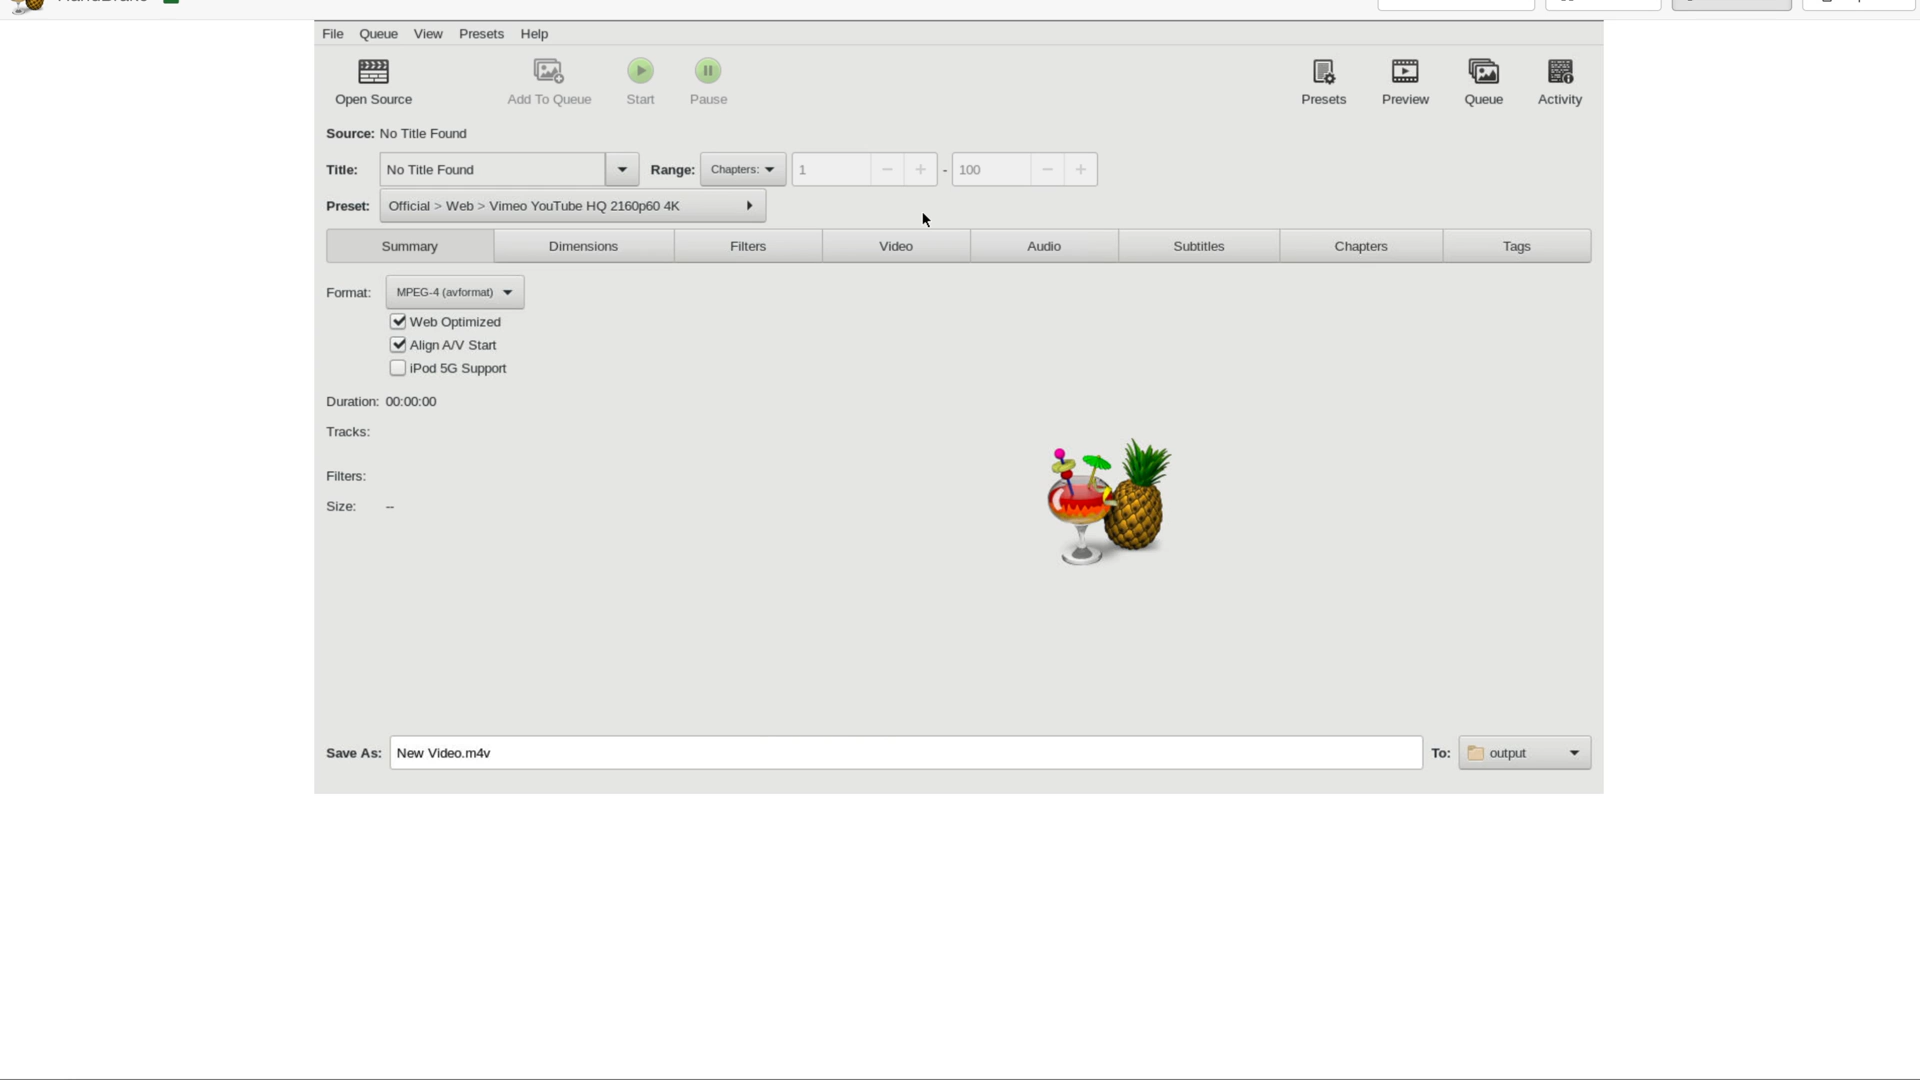 File Queue View Presets Help
Open Source Add To Queue Start Pause Presets Preview Queue Activity
Source: No Title Found
Title: No Title Found Range: Chapters: 1 - 100
Preset: Official > Web > Vimeo YouTube HQ 2160p60 4K
Summary Dimensions Filters Video Audio Subtitles Chapters Tags
Format: MPEG-4 (avformat)
Web Optimized
Align A/V Start
iPod 5G Support
Duration: 00:00:00
Tracks:
Filters:
Size: --
Save As: New Video.m4v To: output